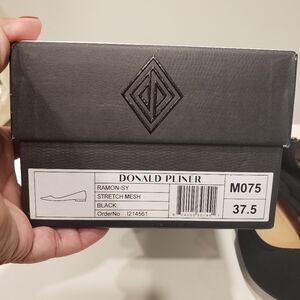 DONALD PLINER
RAMON-SY
STRETCH MESH
BLACK
OrderNo I214561
M075
37.5